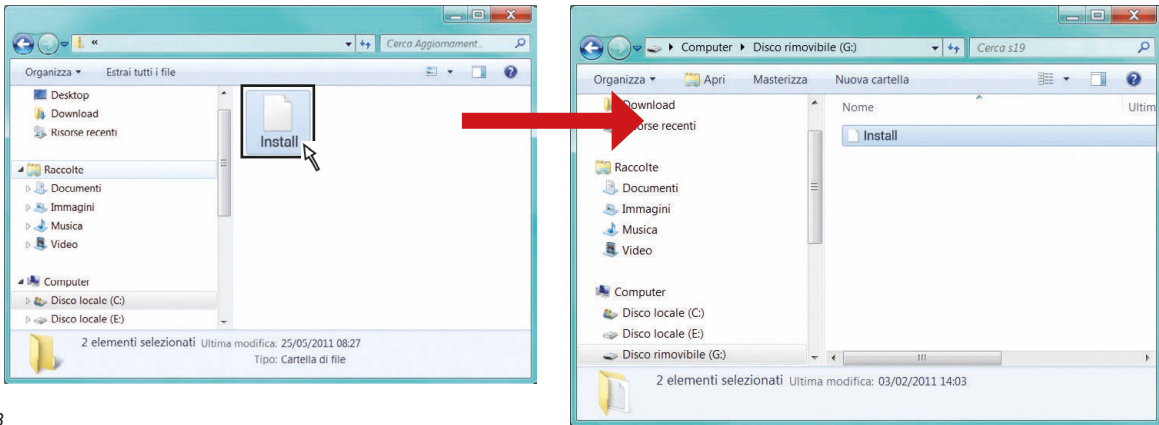 «
Cerca Aggiornament...
Organizza
Estrai tutti i file
Desktop
Download
Risorse recenti
Raccolte
Documenti
Immagini
Musica
Video
Computer
Disco locale (C:)
Disco locale (E:)
Install
2 elementi selezionati Ultima modifica: 25/05/2011 08:27
Tipo: Cartella di file
Computer
Disco rimovibile (G:)
Cerca s19
Organizza
Apri
Masterizza
Nuova cartella
Download
recenti
Raccolte
Documenti
Immagini
Musica
Video
Computer
Disco locale (C:)
Disco locale (E:)
Disco rimovibile (G:)
Nome
Ultim
Install
2 elementi selezionati Ultima modifica: 03/02/2011 14:03